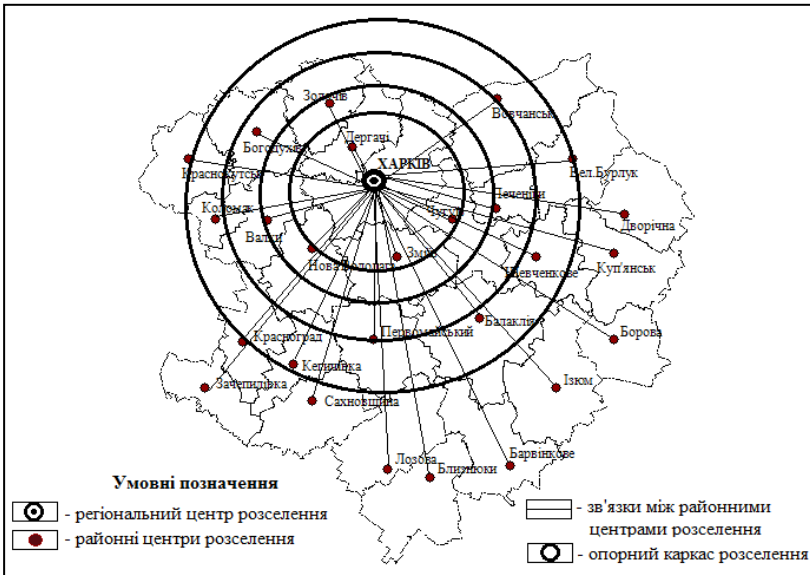 Золочів
Вовчанськ
Дергачі
Богодухів
ХАРКІВ
Краснокутськ
Вел.Бурлук
Печеніги
Коломак
Чугуїв
Дворічна
Валки
Нова Водолага
Зміїв
Шевченкове
Куп'янськ
Балаклія
Первомайський
Красноград
Борова
Кегичівка
Зачепилівка
Ізюм
Сахновщина
Лозова
Барвінкове
Близнюки
Умовні позначення
- регіональний центр розселення
- районні центри розселення
- зв'язки між районними
центрами розселення
- опорний каркас розселення